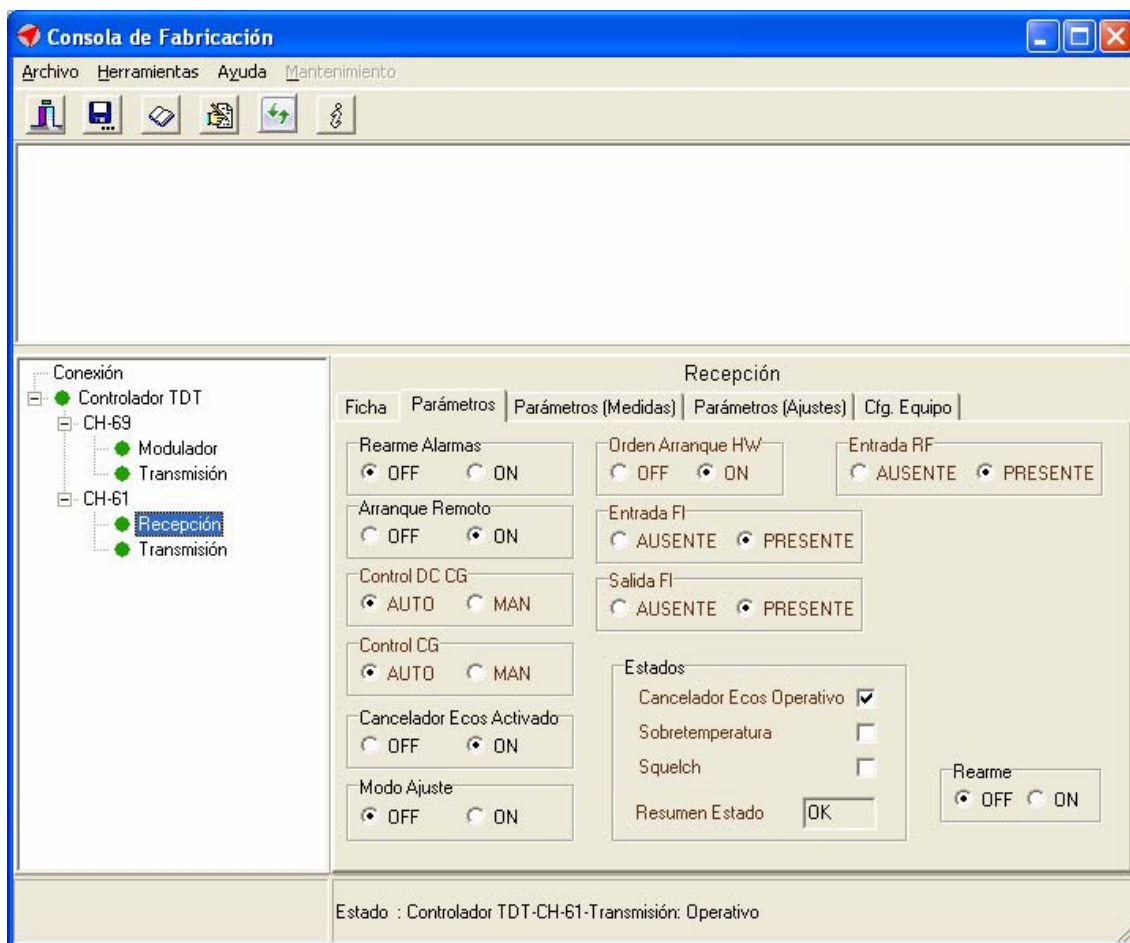 Consola de Fabricación
Archivo Herramientas Ayuda Mantenimiento
Conexión
Controlador TDT
CH-69
Modulador
Transmisión
CH-61
Recepción
Transmisión
Recepción
Ficha Parámetros Parámetros (Medidas) Parámetros (Ajustes) Cfg. Equipo
Rearme Alarmas
OFF ON
Orden Arranque HW
OFF ON
Entrada RF
AUSENTE PRESENTE
Arranque Remoto
OFF ON
Entrada FI
AUSENTE PRESENTE
Control DC CG
AUTO MAN
Salida FI
AUSENTE PRESENTE
Control CG
AUTO MAN
Cancelador Ecos Activado
OFF ON
Modo Ajuste
OFF ON
Estados
Cancelador Ecos Operativo
Sobretemperatura
Squelch
Resumen Estado OK
Rearme
OFF ON
Estado : Controlador TDT-CH-61-Transmisión: Operativo